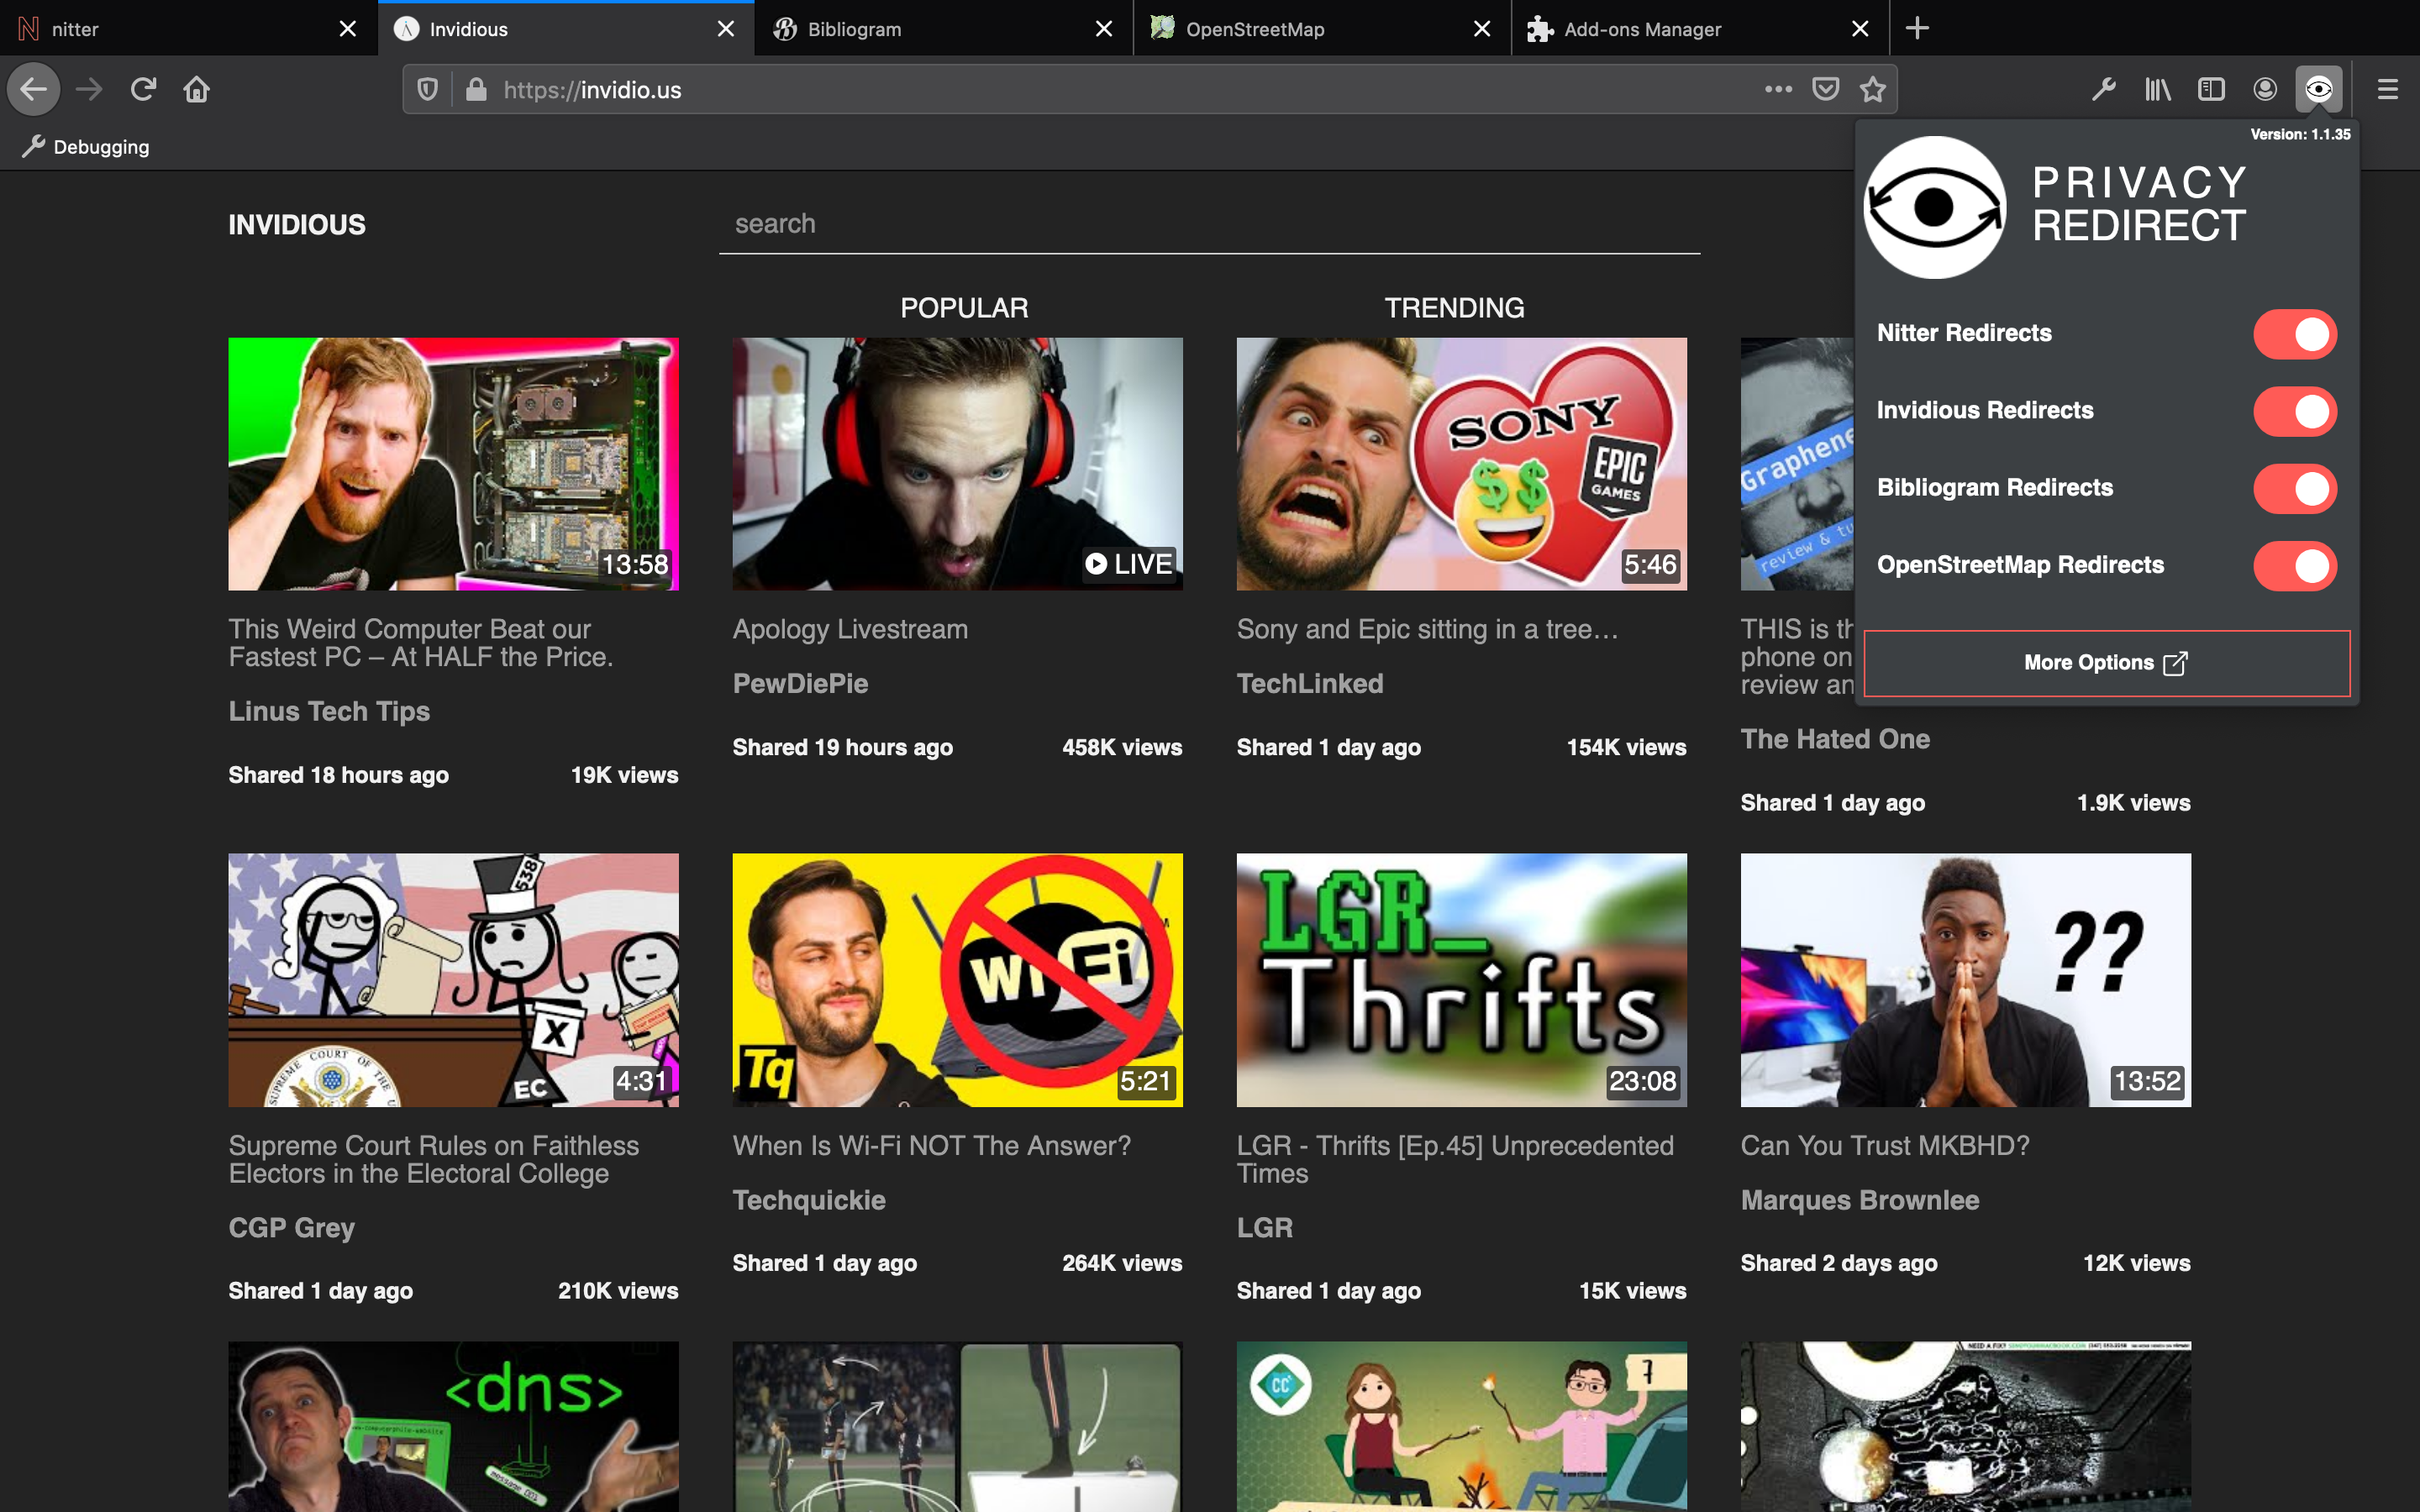 nitter
Invidious
Bibliogram
OpenStreetMap
Add-ons Manager
https://invidio.us
Debugging
Version: 1.1.35
PRIVACY
REDIRECT
Nitter Redirects
Invidious Redirects
Bibliogram Redirects
OpenStreetMap Redirects
More Options
INVIDIOUS
search
POPULAR
TRENDING
13:58
LIVE
SONY
EPIC
GAMES
5:46
Graphene
review & tu
This Weird Computer Beat our
Fastest PC – At HALF the Price.
Linus Tech Tips
Shared 18 hours ago 19K views
Apology Livestream
PewDiePie
Shared 19 hours ago 458K views
Sony and Epic sitting in a tree…
TechLinked
Shared 1 day ago 154K views
THIS is th
phone on
review an
The Hated One
Shared 1 day ago 1.9K views
538
X
EC
COURT OF THE
SUPREME
4:31
Wi Fi
Tq
5:21
LGR_
Thrifts
23:08
??
13:52
Supreme Court Rules on Faithless
Electors in the Electoral College
CGP Grey
Shared 1 day ago 210K views
When Is Wi-Fi NOT The Answer?
Techquickie
Shared 1 day ago 264K views
LGR - Thrifts [Ep.45] Unprecedented
Times
LGR
Shared 1 day ago 15K views
Can You Trust MKBHD?
Marques Brownlee
Shared 2 days ago 12K views
<dns>
CC
7
NEED A FIX?